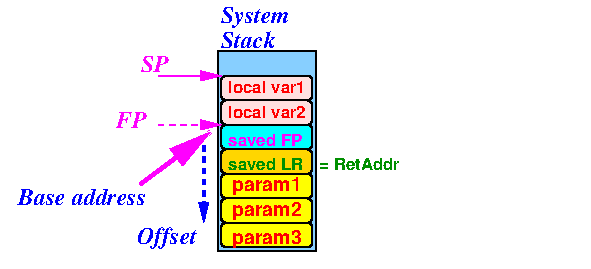 System
Stack
SP
local var1
local var2
FP
saved FP
saved LR = RetAddr
param1
Base address
param2
Offset
param3